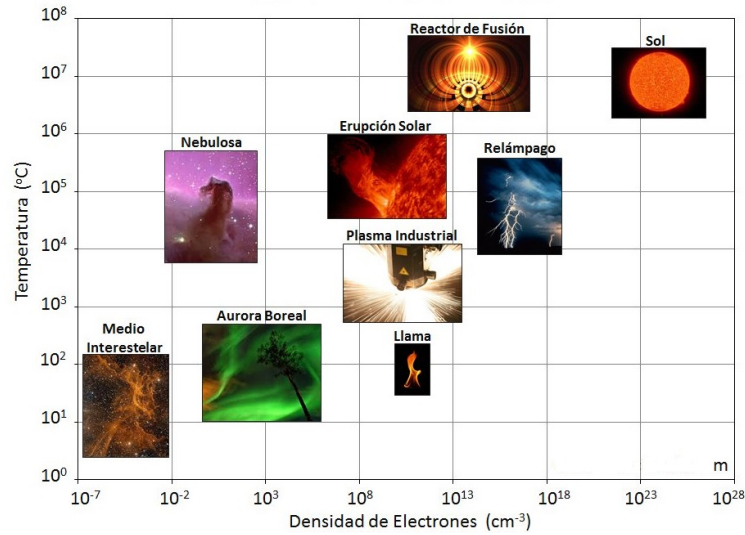 Reactor de Fusión
Sol
Erupción Solar
Relámpago
Nebulosa
Plasma Industrial
Aurora Boreal
Llama
Medio
Interestelar
Temperatura (°C)
10⁸
10⁷
10⁶
10⁵
10⁴
10³
10²
10¹
10⁰
m
10⁻⁷ 10⁻² 10³ 10⁸ 10¹³ 10¹⁸ 10²³ 10²⁸
Densidad de Electrones (cm⁻³)